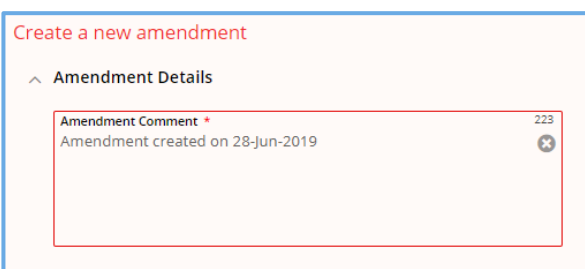 Create a new amendment
Amendment Details
Amendment Comment * 223
Amendment created on 28-Jun-2019